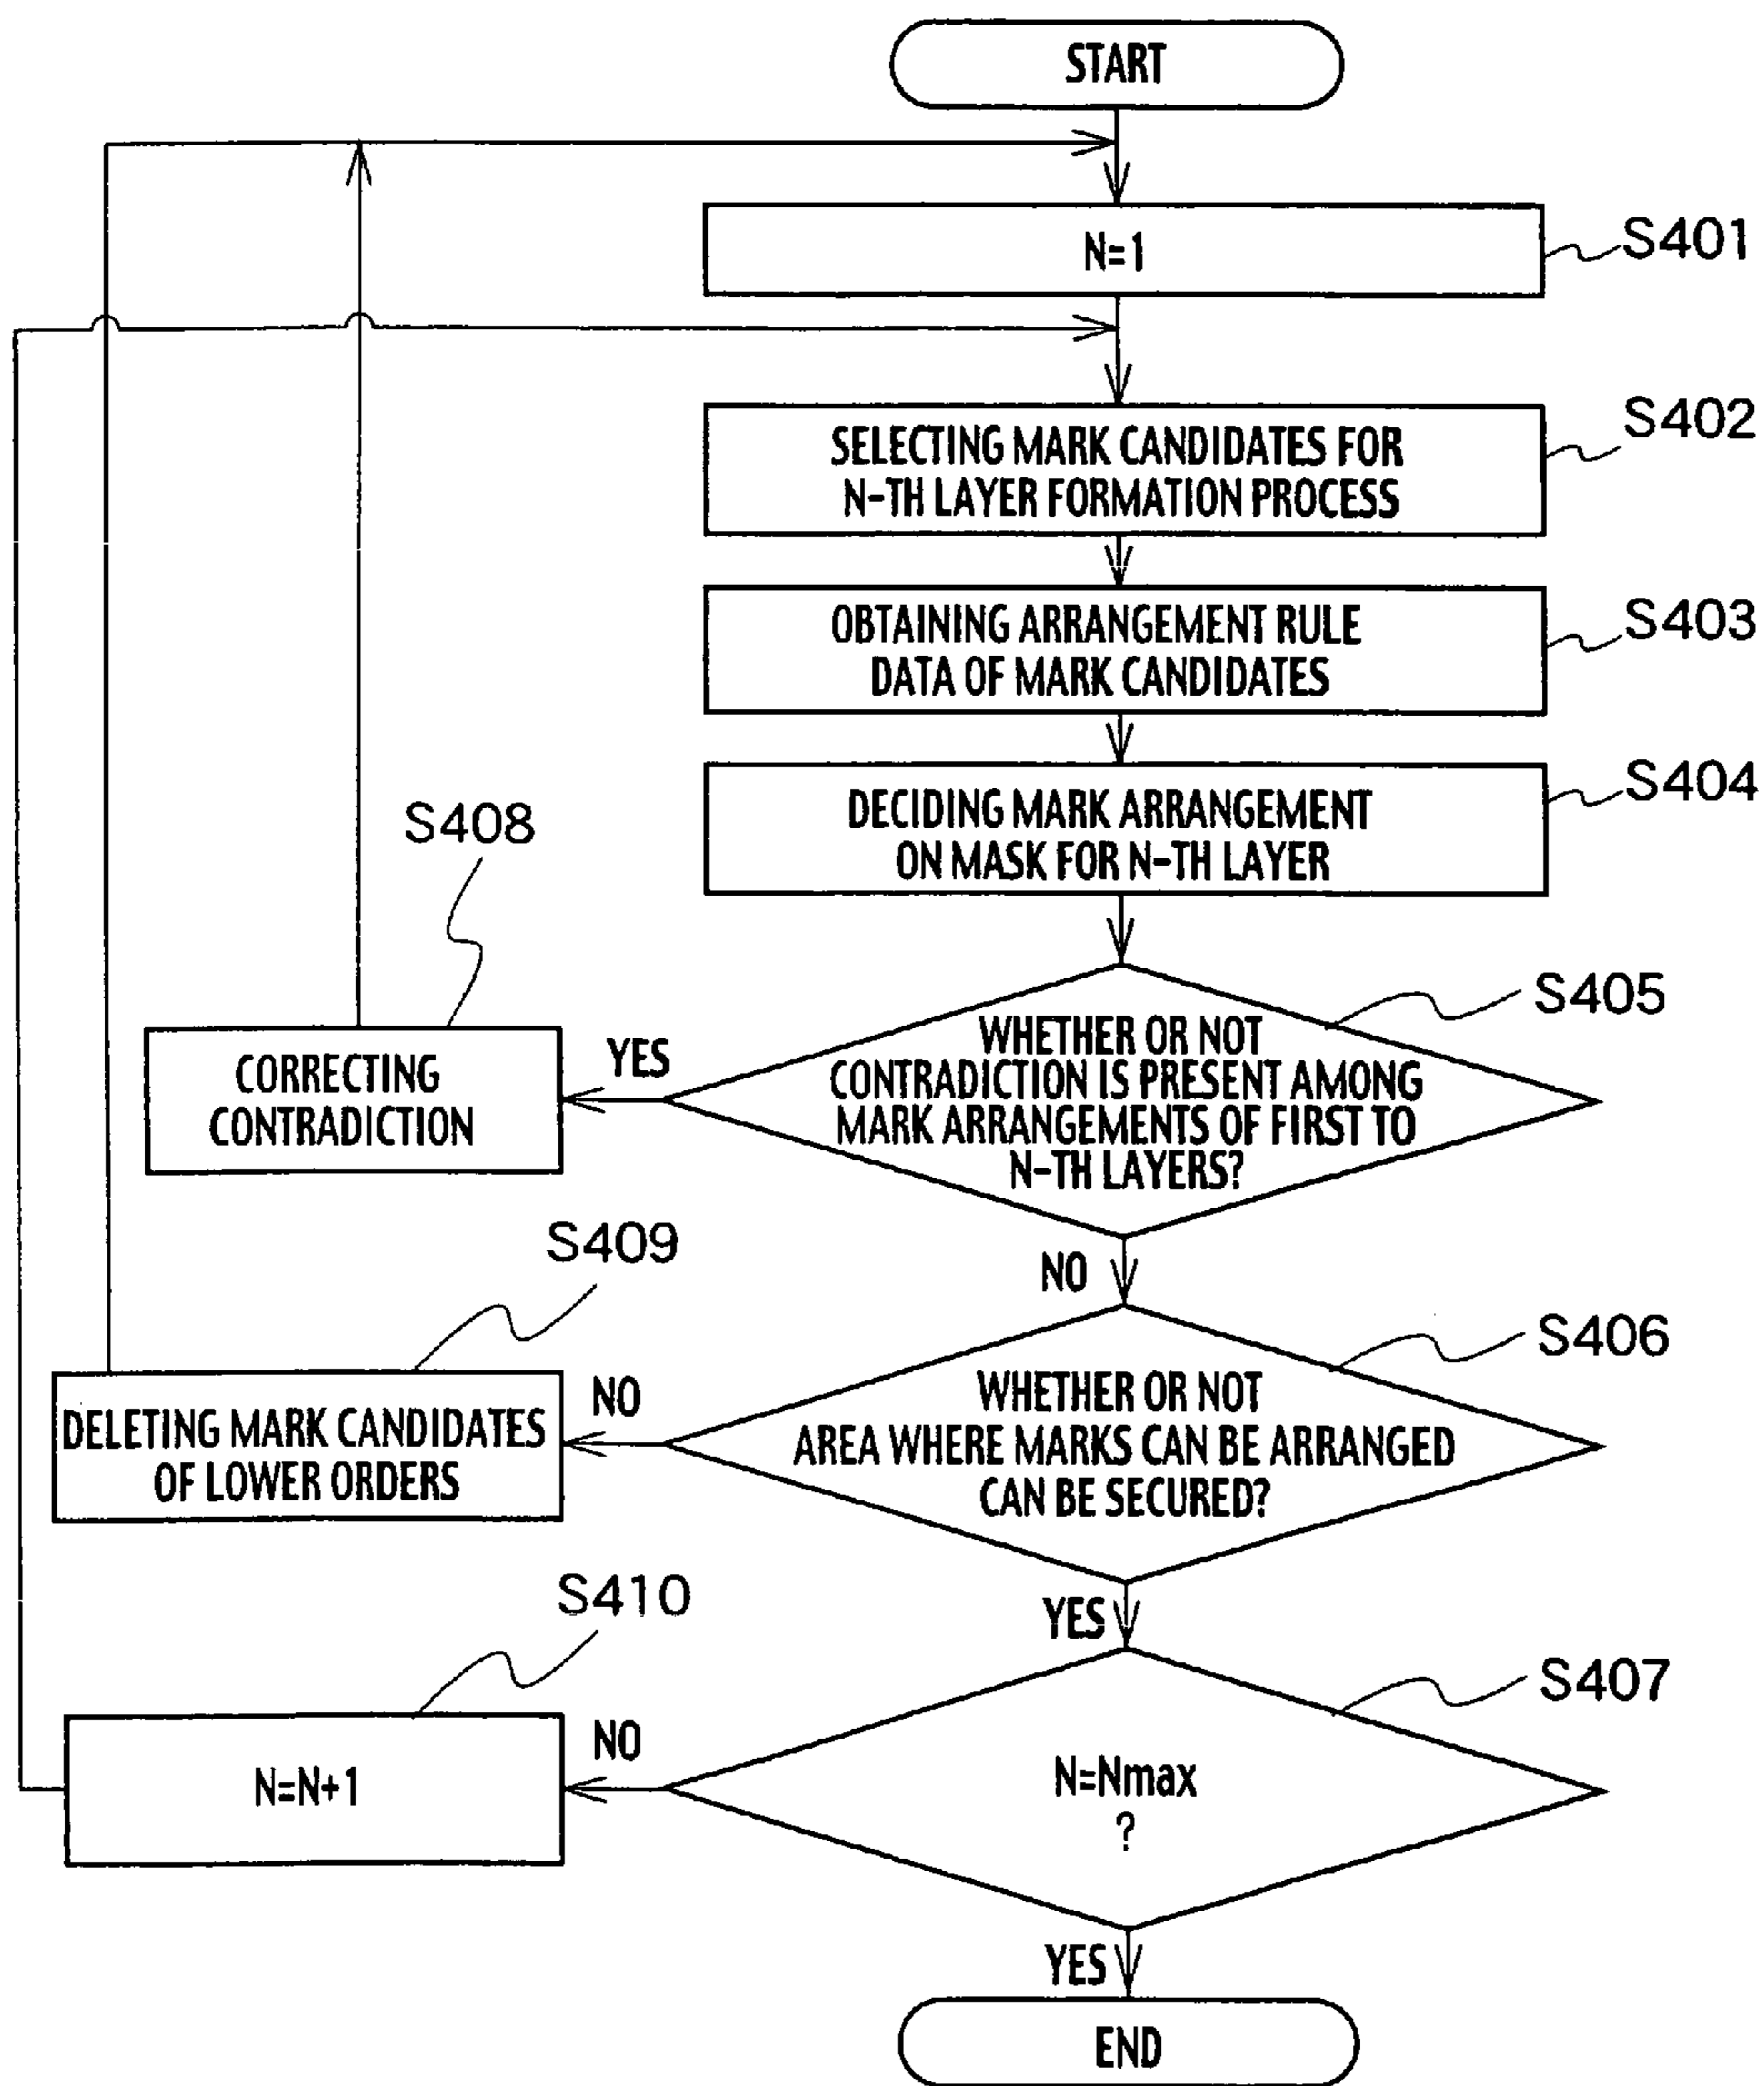 START
N=1
S401
SELECTING MARK CANDIDATES FOR
N-TH LAYER FORMATION PROCESS
S402
OBTAINING ARRANGEMENT RULE
DATA OF MARK CANDIDATES
S403
DECIDING MARK ARRANGEMENT
ON MASK FOR N-TH LAYER
S404
S408
S405
WHETHER OR NOT
CONTRADICTION IS PRESENT AMONG
MARK ARRANGEMENTS OF FIRST TO
N-TH LAYERS?
YES
CORRECTING
CONTRADICTION
NO
S409
S406
WHETHER OR NOT
AREA WHERE MARKS CAN BE ARRANGED
CAN BE SECURED?
NO
DELETING MARK CANDIDATES
OF LOWER ORDERS
YES
S410
S407
N=Nmax
?
NO
N=N+1
YES
END